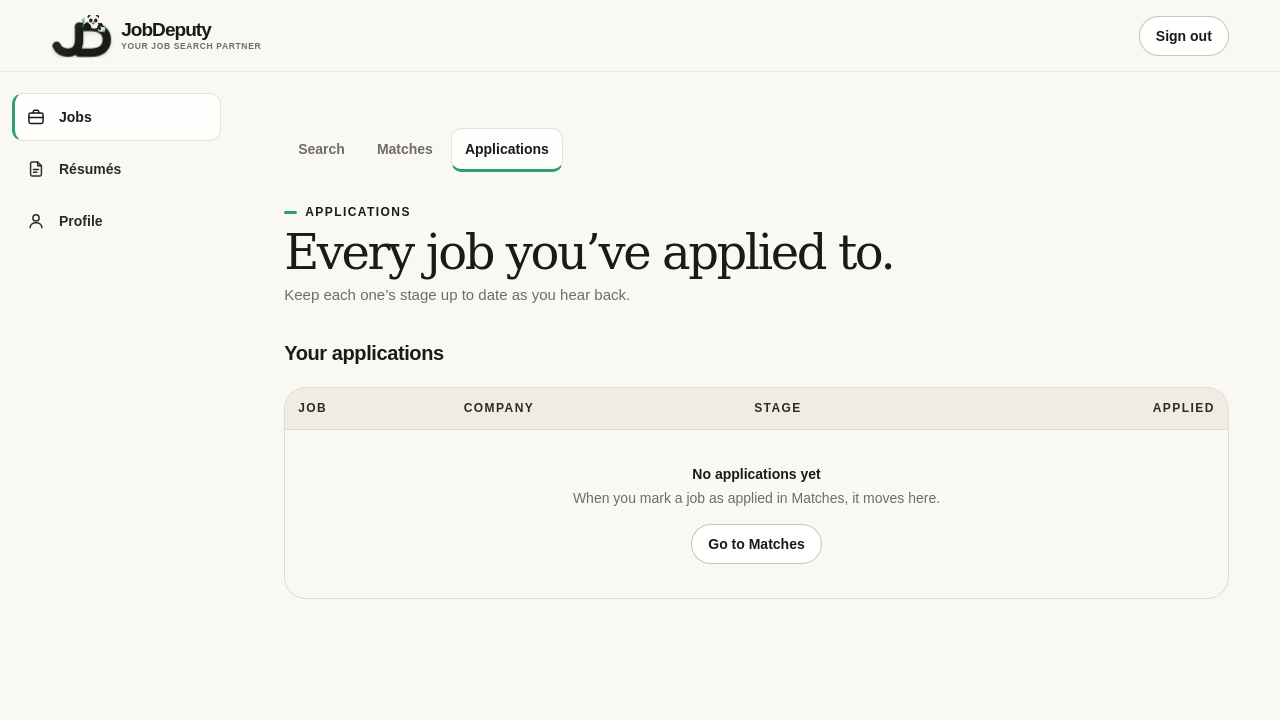 JobDeputy
YOUR JOB SEARCH PARTNER
Sign out
Jobs
Résumés
Profile
Search
Matches
Applications
APPLICATIONS
Every job you’ve applied to.
Keep each one’s stage up to date as you hear back.
Your applications
JOB
COMPANY
STAGE
APPLIED
No applications yet
When you mark a job as applied in Matches, it moves here.
Go to Matches